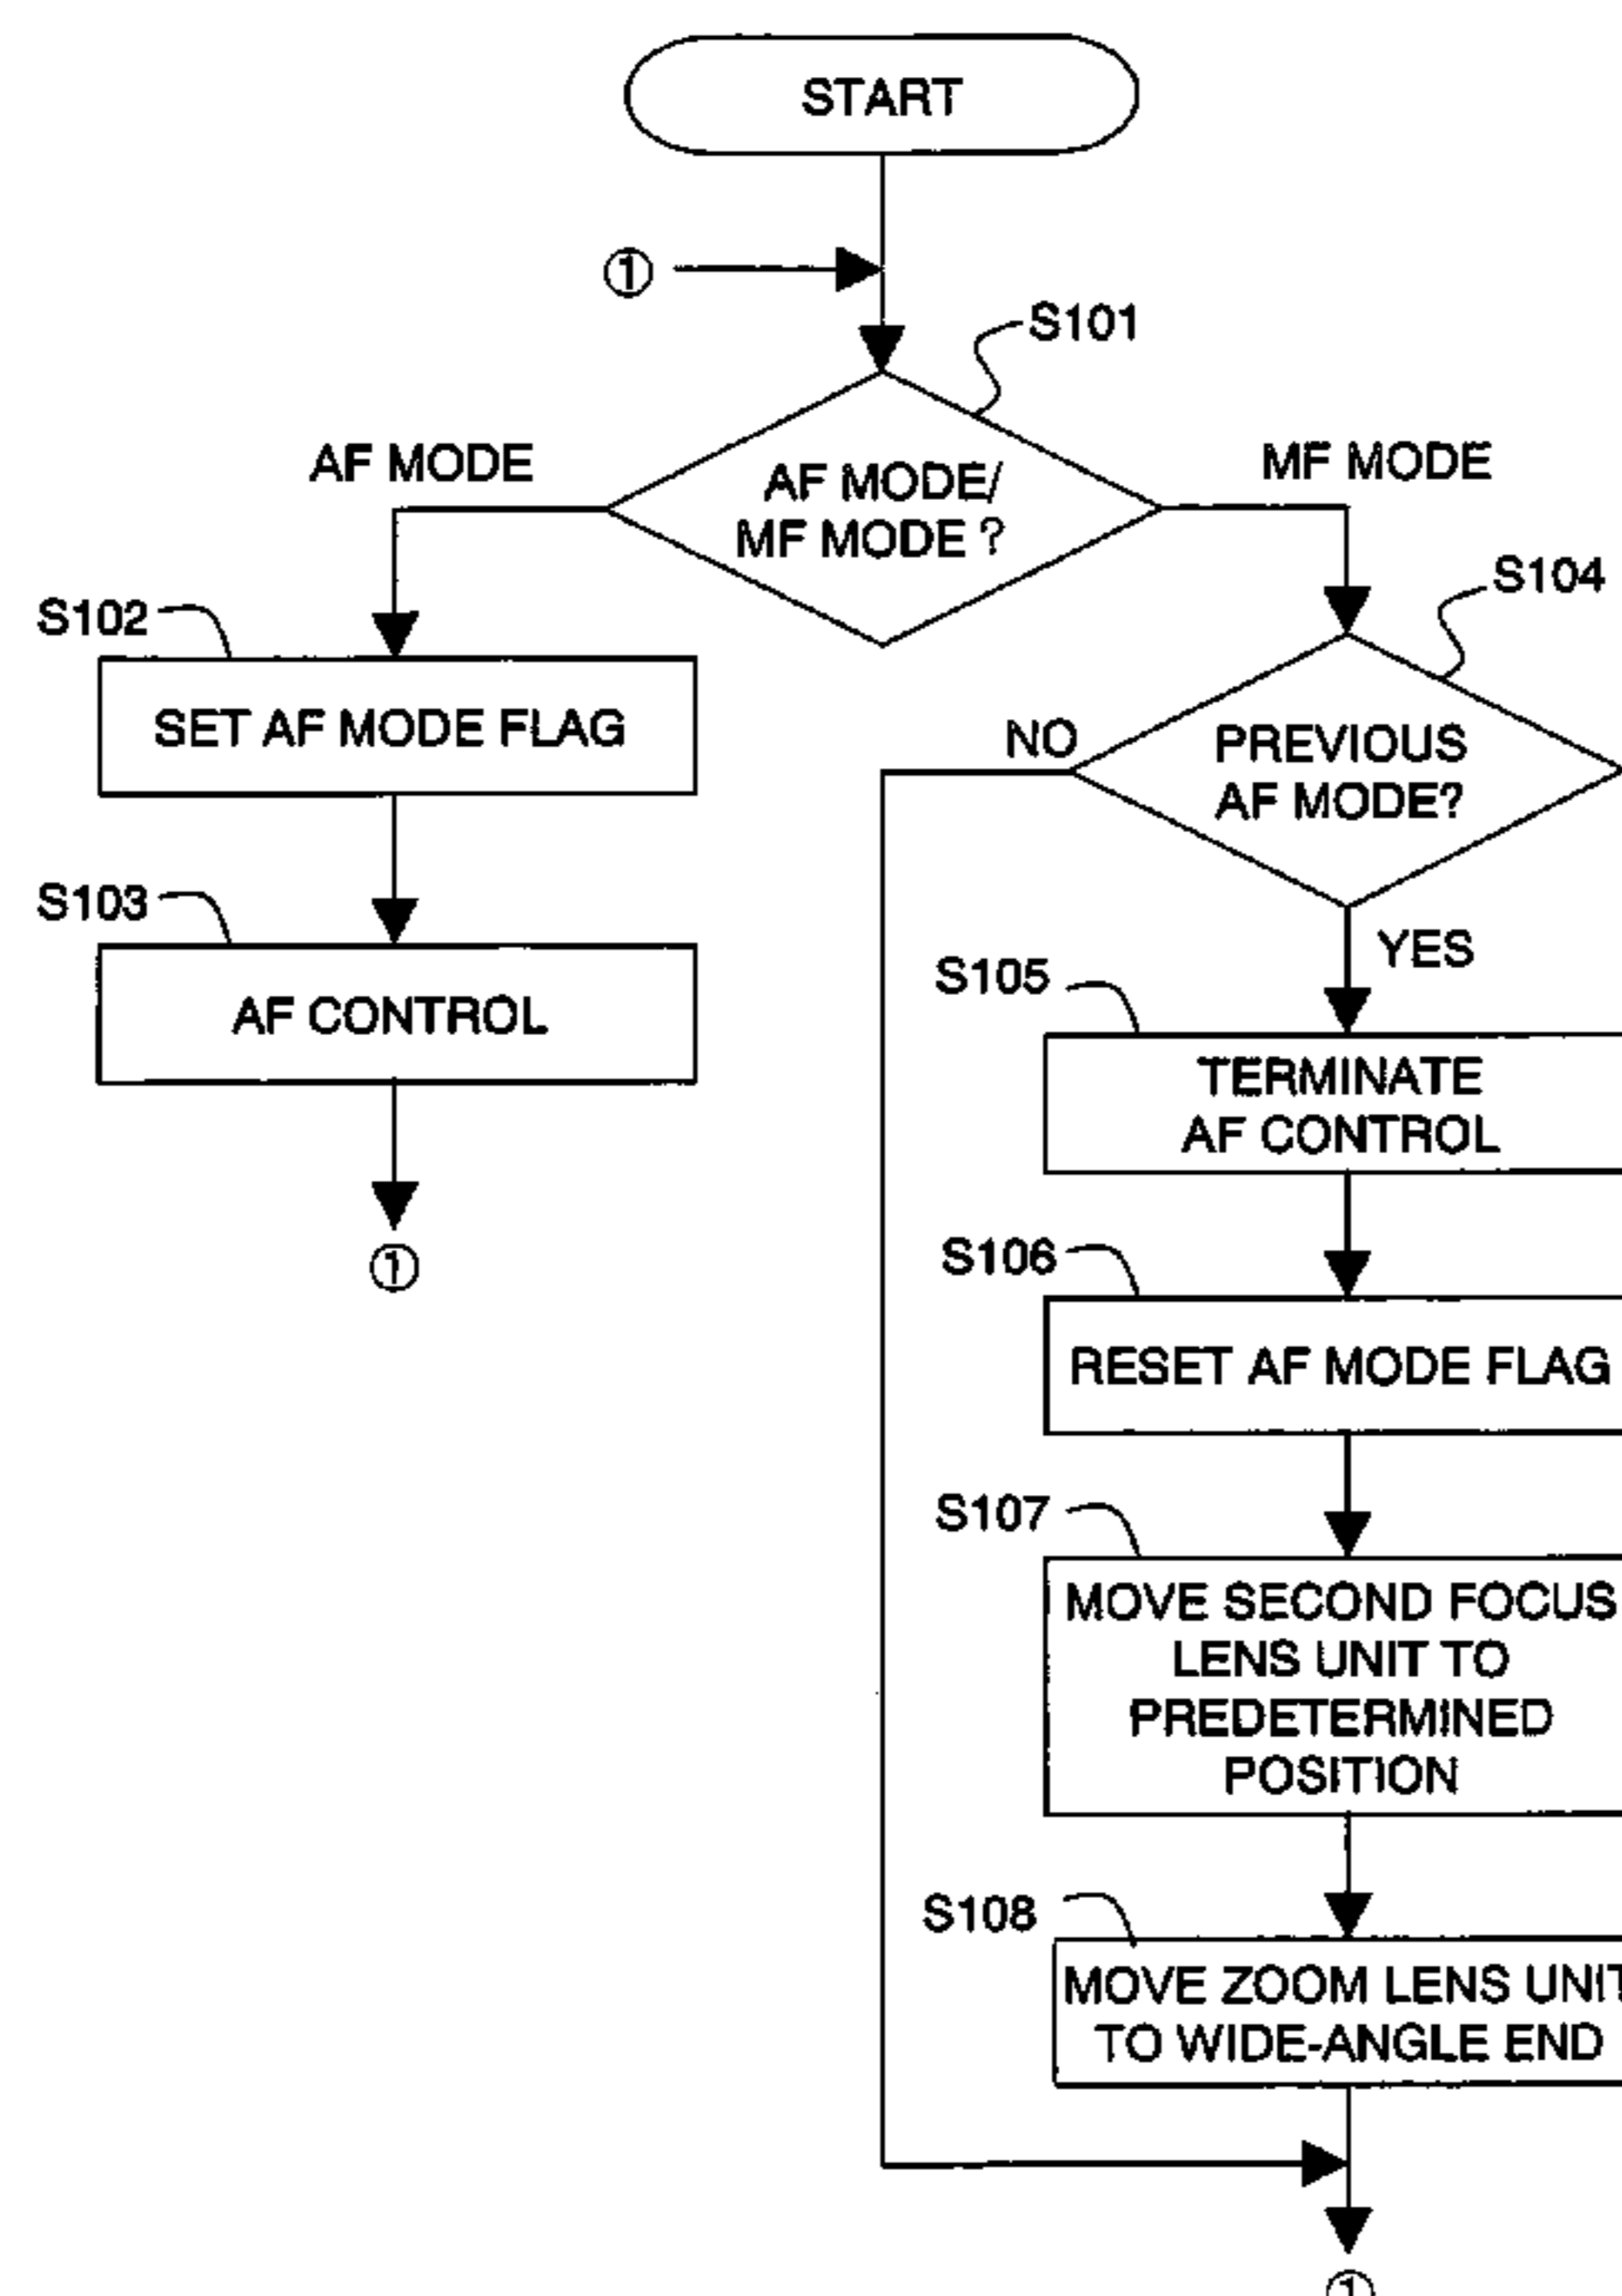 START
①
S101
AF MODE
AF MODE/
MF MODE ?
MF MODE
S102
SET AF MODE FLAG
S103
AF CONTROL
①
S104
PREVIOUS
AF MODE?
NO
YES
S105
TERMINATE
AF CONTROL
S106
RESET AF MODE FLAG
S107
MOVE SECOND FOCUS
LENS UNIT TO
PREDETERMINED
POSITION
S108
MOVE ZOOM LENS UNIT
TO WIDE-ANGLE END
①